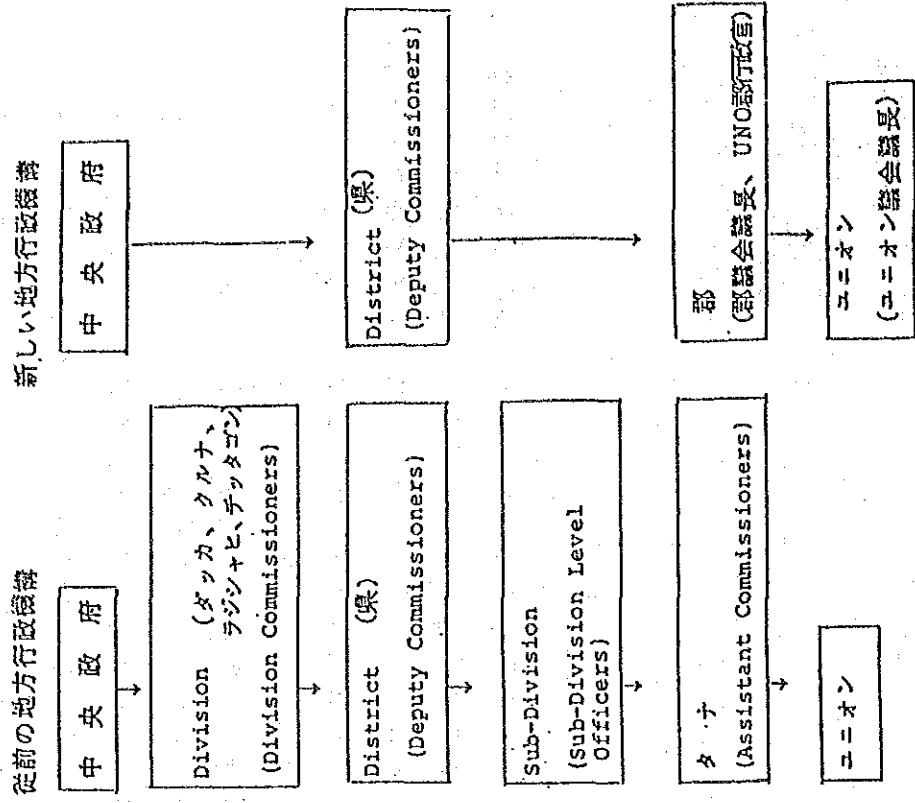 従前の地方行政機構
中央政府
Division (ダッカ、クルナ、
ラジシャヒ、チッタゴン)
(Division Commissioners)
District (県)
(Deputy Commissioners)
Sub-Division
(Sub-Division Level
Officers)
タ・ナ
(Assistant Commissioners)
ユニオン
新しい地方行政機構
中央政府
District (県)
(Deputy Commissioners)
郡
(郡議会議長、UNO郡行政官)
ユニオン
(ユニオン議会議長)